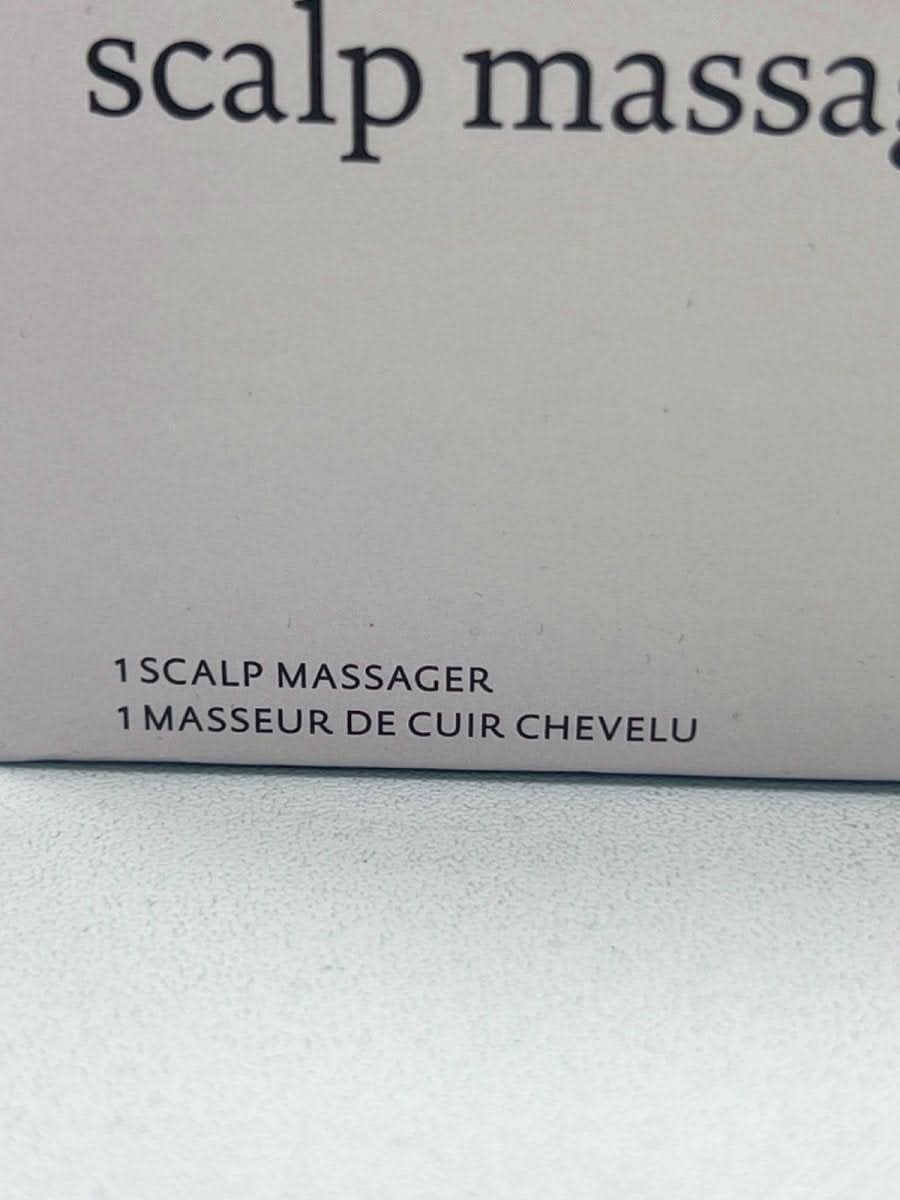 scalp massa
1 SCALP MASSAGER
1 MASSEUR DE CUIR CHEVELU